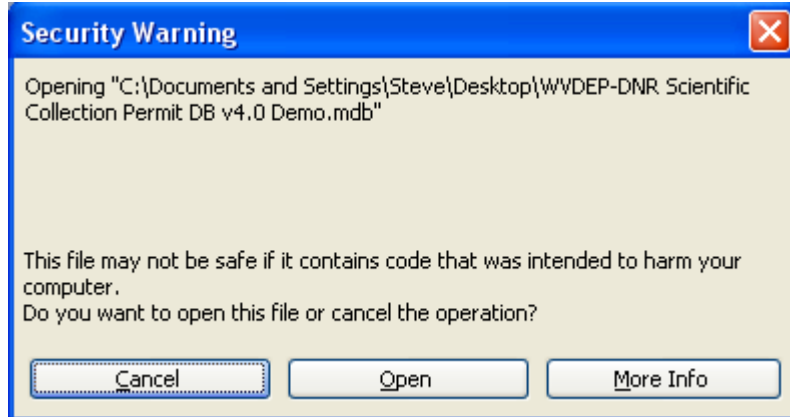 Security Warning
Opening "C:\Documents and Settings\Steve\Desktop\WVDEP-DNR Scientific
Collection Permit DB v4.0 Demo.mdb"
This file may not be safe if it contains code that was intended to harm your
computer.
Do you want to open this file or cancel the operation?
Cancel Open More Info